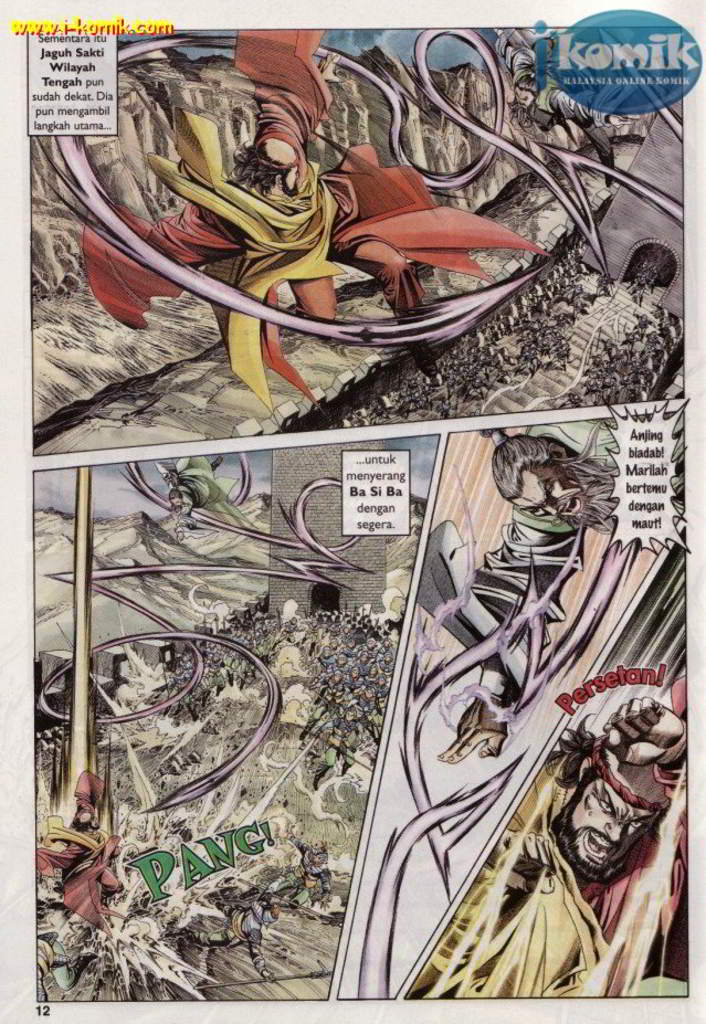 www.i-komik.com
ikomik
MALAYSIA ONLINE KOMIK
Sementara itu
Jaguh Sakti
Wilayah
Tengah pun
sudah dekat. Dia
pun mengambil
langkah utama...
...untuk
menyerang
Ba Si Ba
dengan
segera.
Anjing
biadab!
Marilah
bertemu
dengan
maut!
Persetan!
PANG!
12